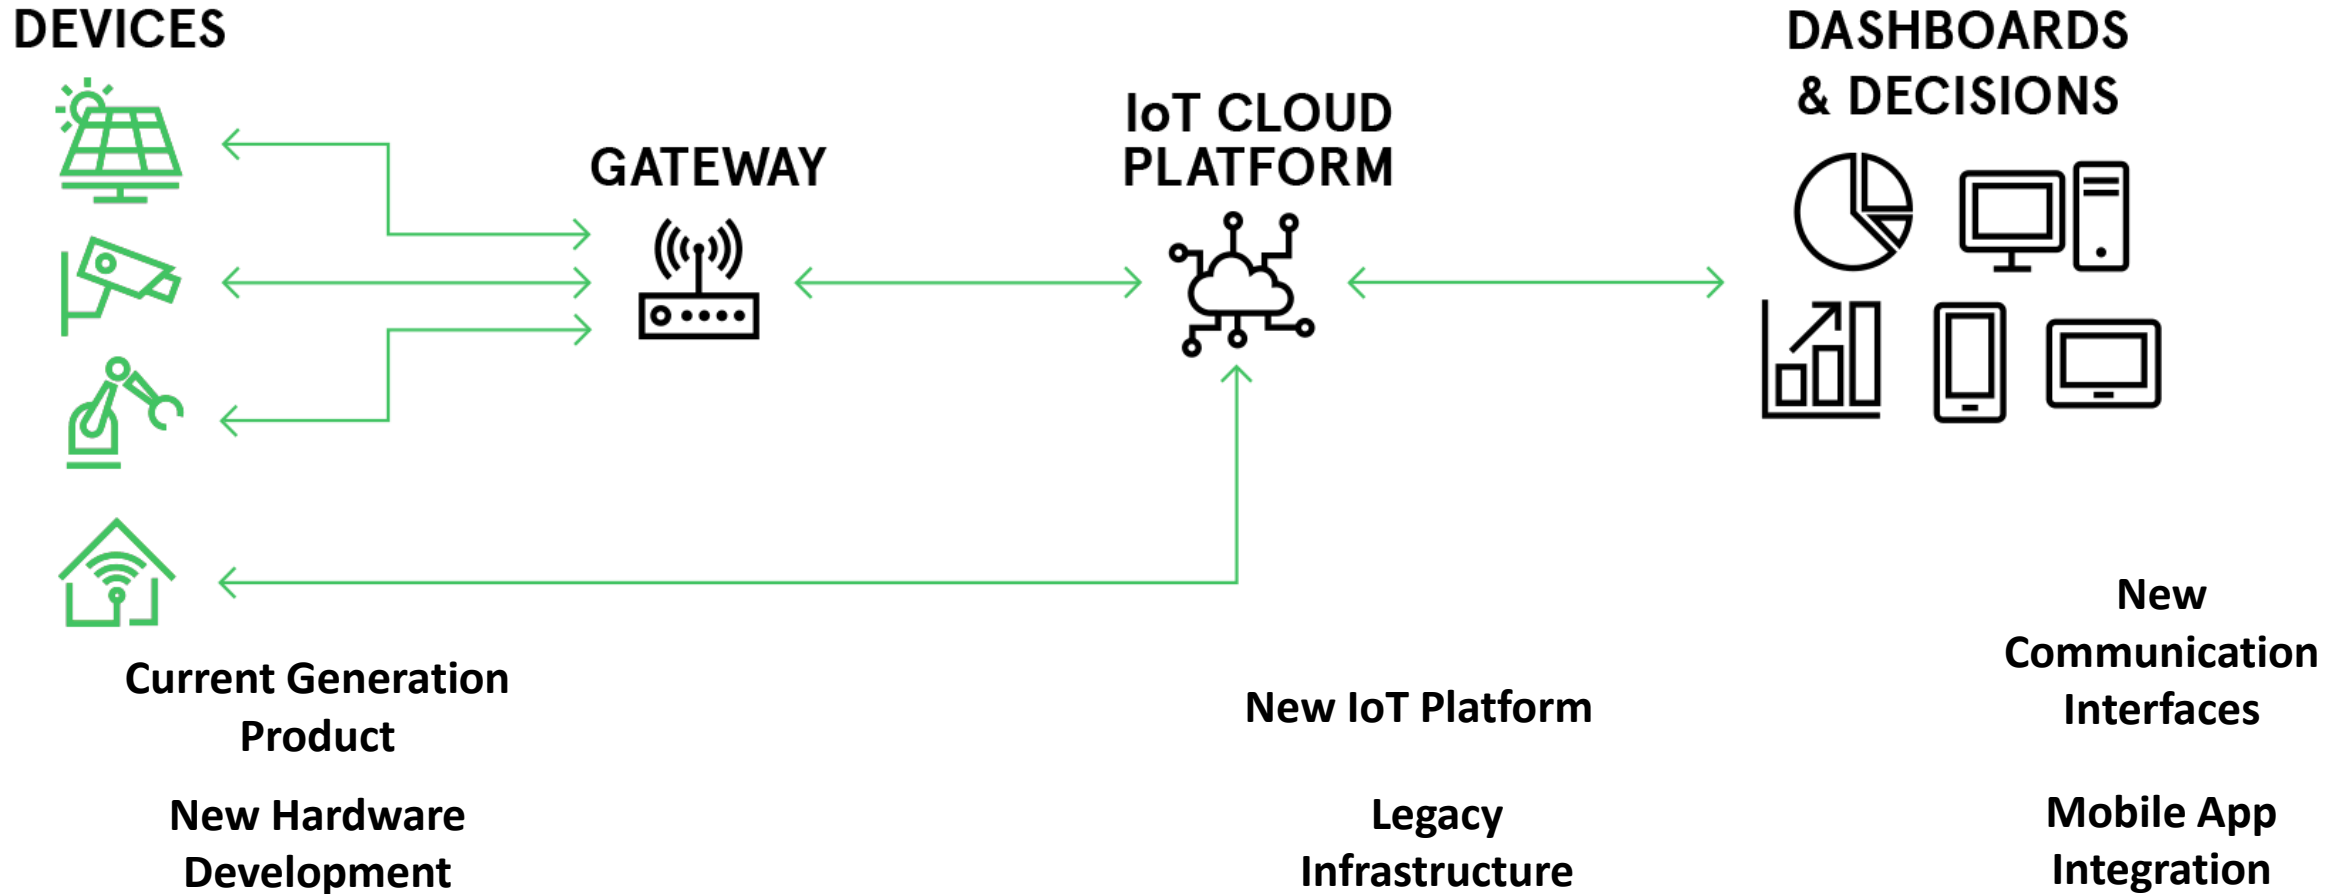 DEVICES
GATEWAY
IoT CLOUD
PLATFORM
DASHBOARDS
& DECISIONS
Current Generation
Product
New Hardware
Development
New IoT Platform
Legacy
Infrastructure
New
Communication
Interfaces
Mobile App
Integration